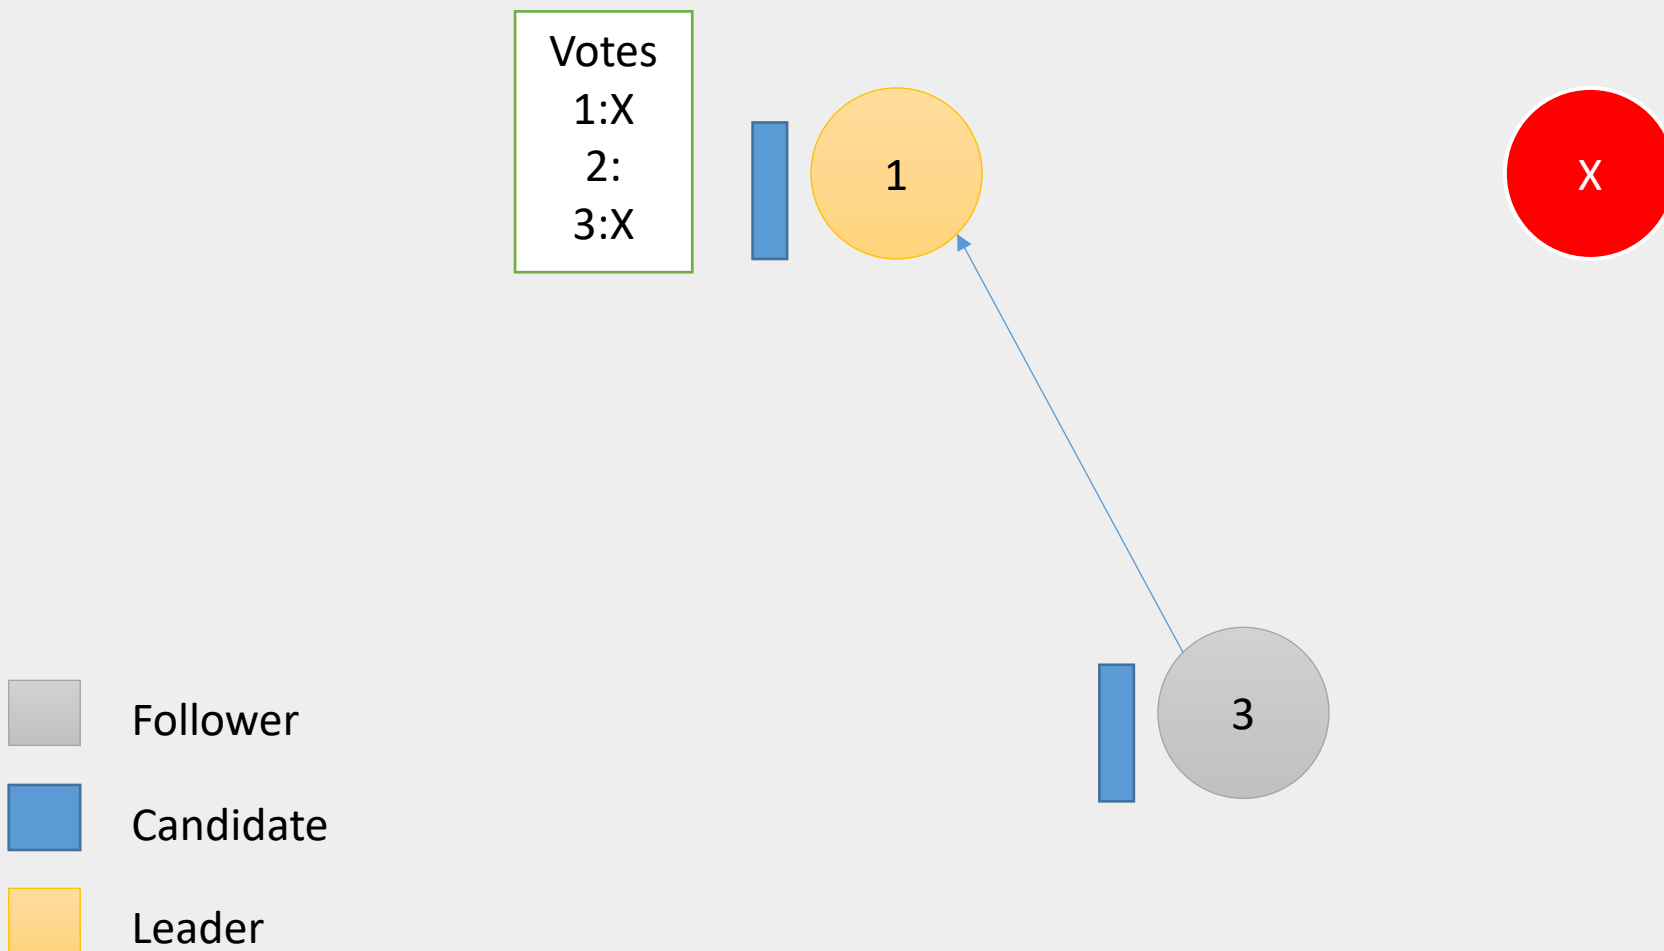 Votes
1:X
2:
3:X
1
X
3
Follower
Candidate
Leader